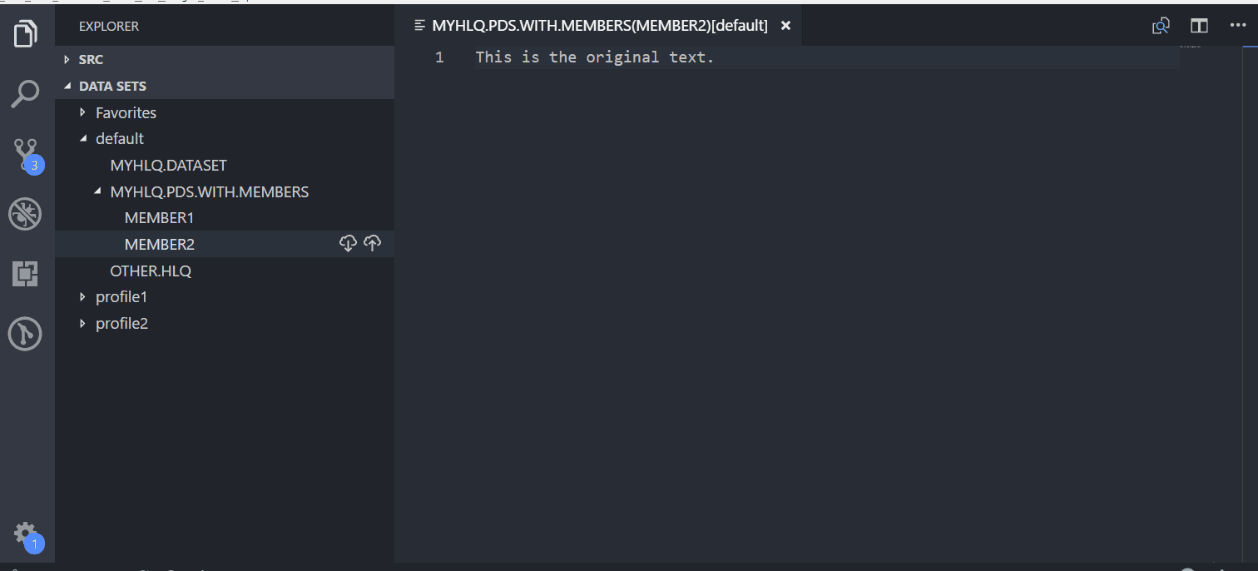 EXPLORER
SRC
DATA SETS
Favorites
default
MYHLQ.DATASET
MYHLQ.PDS.WITH.MEMBERS
MEMBER1
MEMBER2
OTHER.HLQ
profile1
profile2
3
1
MYHLQ.PDS.WITH.MEMBERS(MEMBER2)[default]
1 This is the original text.